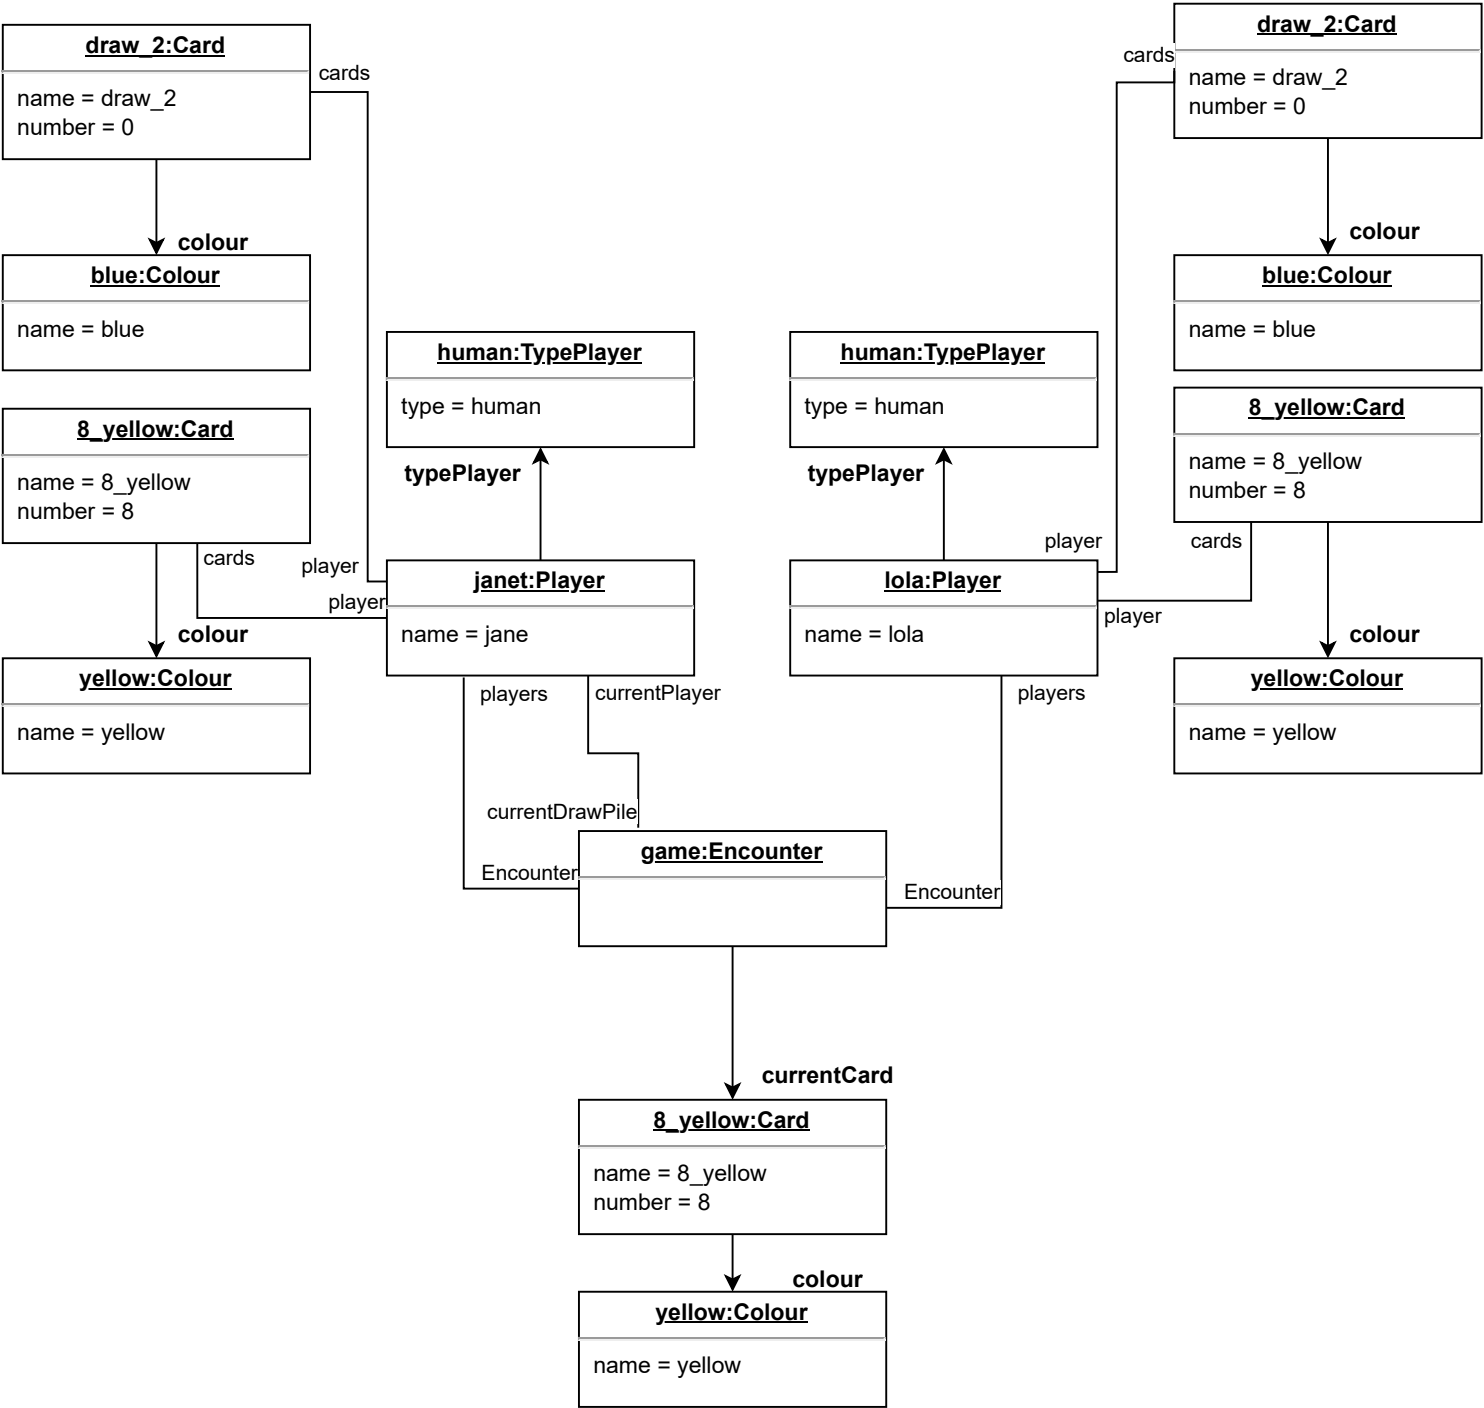 draw_2:Card
name = draw_2
number = 0
cards
colour
blue:Colour
name = blue
8_yellow:Card
name = 8_yellow
number = 8
cards
player
player
colour
yellow:Colour
name = yellow
human:TypePlayer
type = human
typePlayer
janet:Player
name = jane
players
currentPlayer
human:TypePlayer
type = human
typePlayer
lola:Player
name = lola
players
draw_2:Card
name = draw_2
number = 0
cards
colour
blue:Colour
name = blue
8_yellow:Card
name = 8_yellow
number = 8
cards
player
player
colour
yellow:Colour
name = yellow
currentDrawPile
game:Encounter
Encounter
Encounter
currentCard
8_yellow:Card
name = 8_yellow
number = 8
colour
yellow:Colour
name = yellow